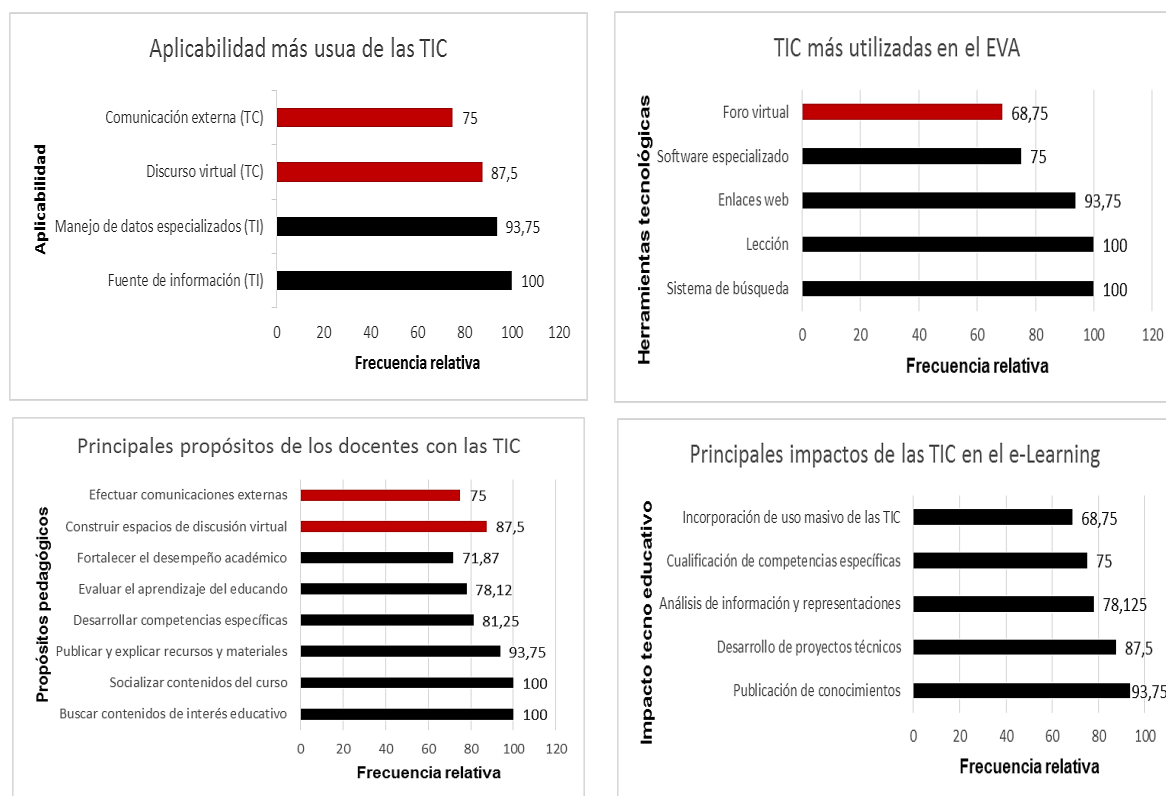 Aplicabilidad más usua de las TIC
Aplicabilidad
Comunicación externa (TC)
75
Discurso virtual (TC)
87,5
Manejo de datos especializados (TI)
93,75
Fuente de información (TI)
100
0 20 40 60 80 100 120
Frecuencia relativa
TIC más utilizadas en el EVA
Herramientas tecnológicas
Foro virtual
68,75
Software especializado
75
Enlaces web
93,75
Lección
100
Sistema de búsqueda
100
0 20 40 60 80 100 120
Frecuencia relativa
Principales propósitos de los docentes con las TIC
Propósitos pedagógicos
Efectuar comunicaciones externas
75
Construir espacios de discusión virtual
87,5
Fortalecer el desempeño académico
71,87
Evaluar el aprendizaje del educando
78,12
Desarrollar competencias específicas
81,25
Publicar y explicar recursos y materiales
93,75
Socializar contenidos del curso
100
Buscar contenidos de interés educativo
100
0 20 40 60 80 100 120
Frecuencia relativa
Principales impactos de las TIC en el e-Learning
Impacto tecno educativo
Incorporación de uso masivo de las TIC
68,75
Cualificación de competencias específicas
75
Análisis de información y representaciones
78,125
Desarrollo de proyectos técnicos
87,5
Publicación de conocimientos
93,75
0 20 40 60 80 100
Frecuencia relativa